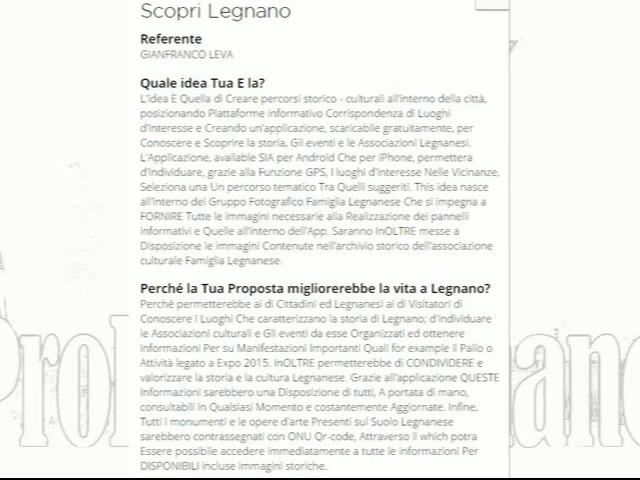 Scopri Legnano
Referente
GIANFRANCO LEVA
Quale idea Tua E la?
L'idea E Quella di Creare percorsi storico - culturali all'interno della città,
posizionando Piattaforme informativo Corrispondenza di Luoghi
d'interesse e Creando un'applicazione, scaricabile gratuitamente, per
Conoscere e Scoprire la storia, Gli eventi e le Associazioni Legnanesi.
L'Applicazione, available SIA per Android Che per iPhone, permettera
d'individuare, grazie alla Funzione GPS, I luoghi d'interesse Nelle Vicinanze,
Seleziona una Un percorso tematico Tra Quelli suggeriti. This idea nasce
all'interno del Gruppo Fotografico Famiglia Legnanese Che si impegna a
FORNIRE Tutte le immagini necessarie alla Realizzazione dei pannelli
informativi e Quelle all'interno dell'App. Saranno InOLTRE messe a
Disposizione le immagini Contenute nell'archivio storico dell'associazione
culturale Famiglia Legnanese.
Perché la Tua Proposta migliorerebbe la vita a Legnano?
Perché permetterebbe ai di Cittadini ed Legnanesi ai di Visitatori di
Conoscere i Luoghi Che caratterizzano la storia di Legnano; d'individuare
le Associazioni culturali e Gli eventi da esse Organizzati ed ottenere
informazioni Per su Manifestazioni Importanti Quali for example il Palio o
Attività legato a Expo 2015. InOLTRE permetterebbe di CONDIVIDERE e
valorizzare la storia e la cultura Legnanese. Grazie all'applicazione QUESTE
Informazioni sarebbero una Disposizione di tutti, A portata di mano,
consultabili in Qualsiasi Momento e costantemente Aggiornate. Infine,
Tutti i monumenti e le opere d'arte Presenti sul Suolo Legnanese
sarebbero contrassegnati con ONU Qr-code, Attraverso il which potra
Essere possibile accedere immediatamente a tutte le informazioni Per
DISPONIBILI incluse immagini storiche.